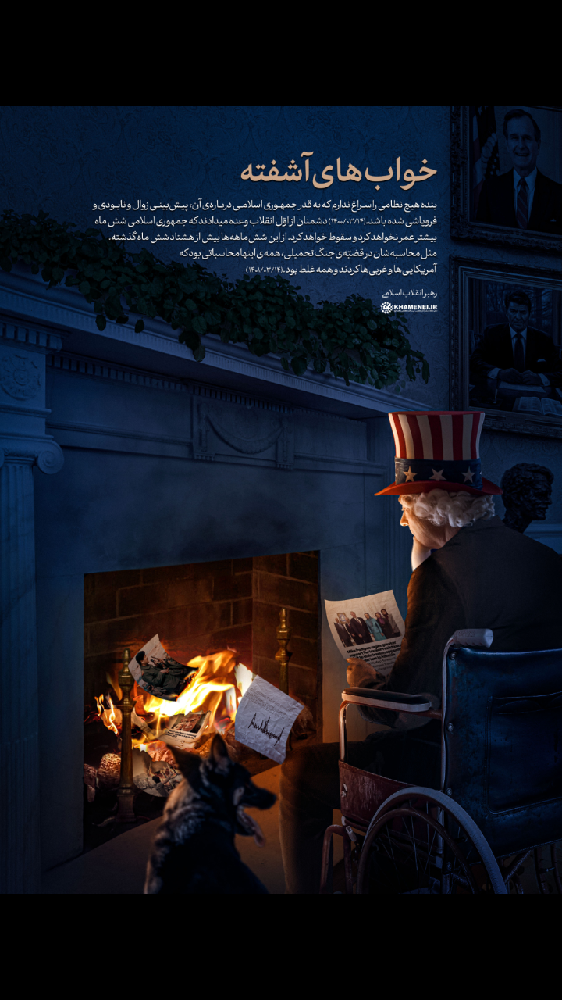 خواب‌های آشفته
بنده هیچ نظامی را سراغ ندارم که به قدر جمهوری اسلامی درباره‌ی آن، پیش‌بینی زوال و نابودی و
فروپاشی شده باشد.(۱۴۰۰/۰۳/۱۴) دشمنان از اوّل انقلاب وعده میدادند که جمهوری اسلامی شش ماه
بیشتر عمر نخواهد کرد و سقوط خواهد کرد. از این شش ماهه‌ها بیش از هشتاد شش ماه گذشته.
مثل محاسبه‌شان در قضیّه‌ی جنگ تحمیلی، همه‌ی اینها محاسباتی بود که
آمریکایی‌ها و غربی‌ها کردند و همه غلط بود.(۱۴۰۱/۰۳/۱۴)
رهبر انقلاب اسلامی
KHAMENEI.IR